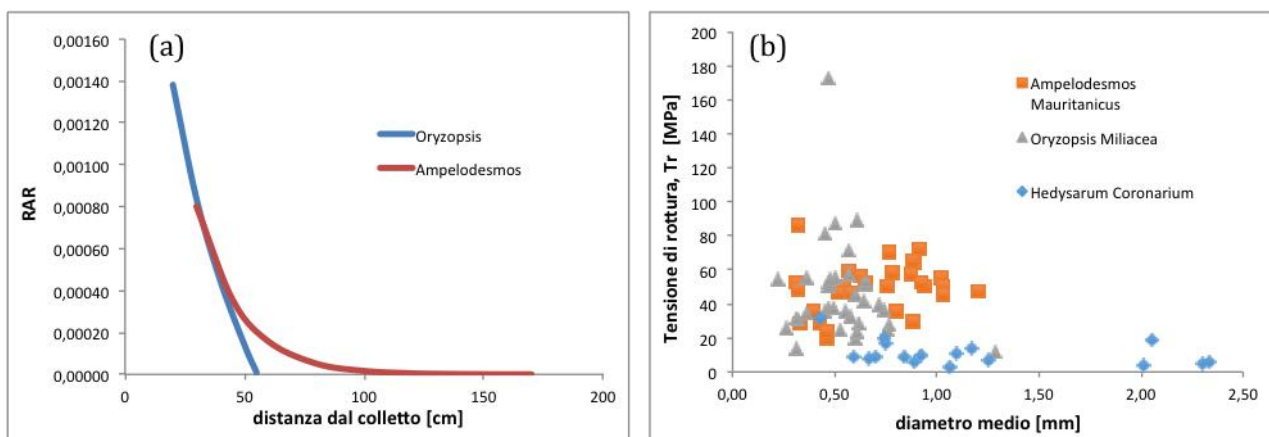 (a)
RAR
0,00160
0,00140
0,00120
0,00100
0,00080
0,00060
0,00040
0,00020
0,00000
0
50
100
150
200
distanza dal colletto [cm]
Oryzopsis
Ampelodesmos
(b)
Tensione di rottura, Tr [MPa]
200
180
160
140
120
100
80
60
40
20
0
0,00
0,50
1,00
1,50
2,00
2,50
diametro medio [mm]
Ampelodesmos
Mauritanicus
Oryzopsis Miliacea
Hedysarum Coronarium